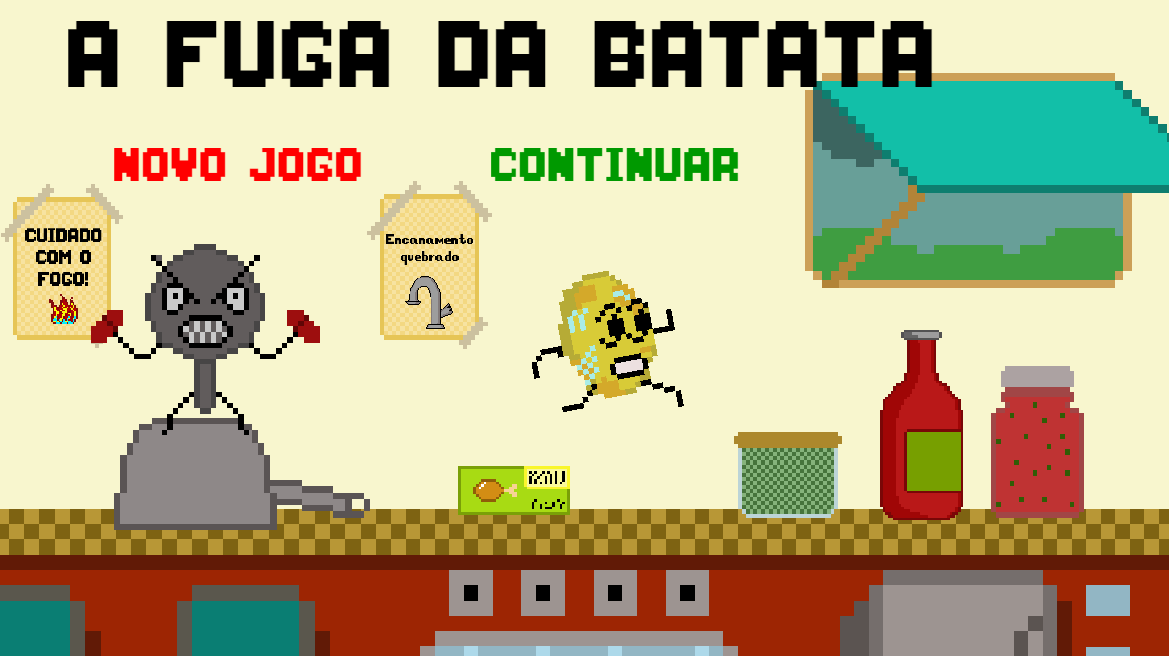 A FUGA DA BATATA
NOVO JOGO
CONTINUAR
CUIDADO
COM O
FOGO!
Encanamento
quebrado